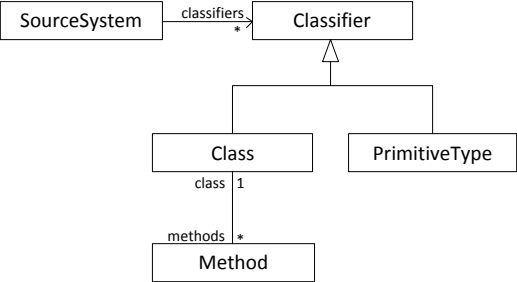 SourceSystem
classifiers
*
Classifier
Class
PrimitiveType
class 1
methods *
Method